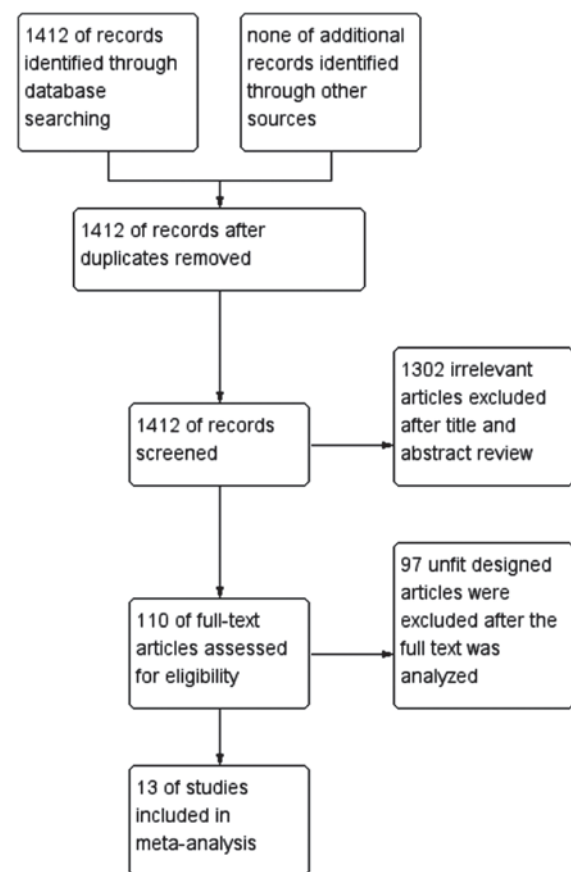 1412 of records
identified through
database
searching
none of additional
records identified
through other
sources
1412 of records after
duplicates removed
1412 of records
screened
1302 irrelevant
articles excluded
after title and
abstract review
110 of full-text
articles assessed
for eligibility
97 unfit designed
articles were
excluded after the
full text was
analyzed
13 of studies
included in
meta-analysis